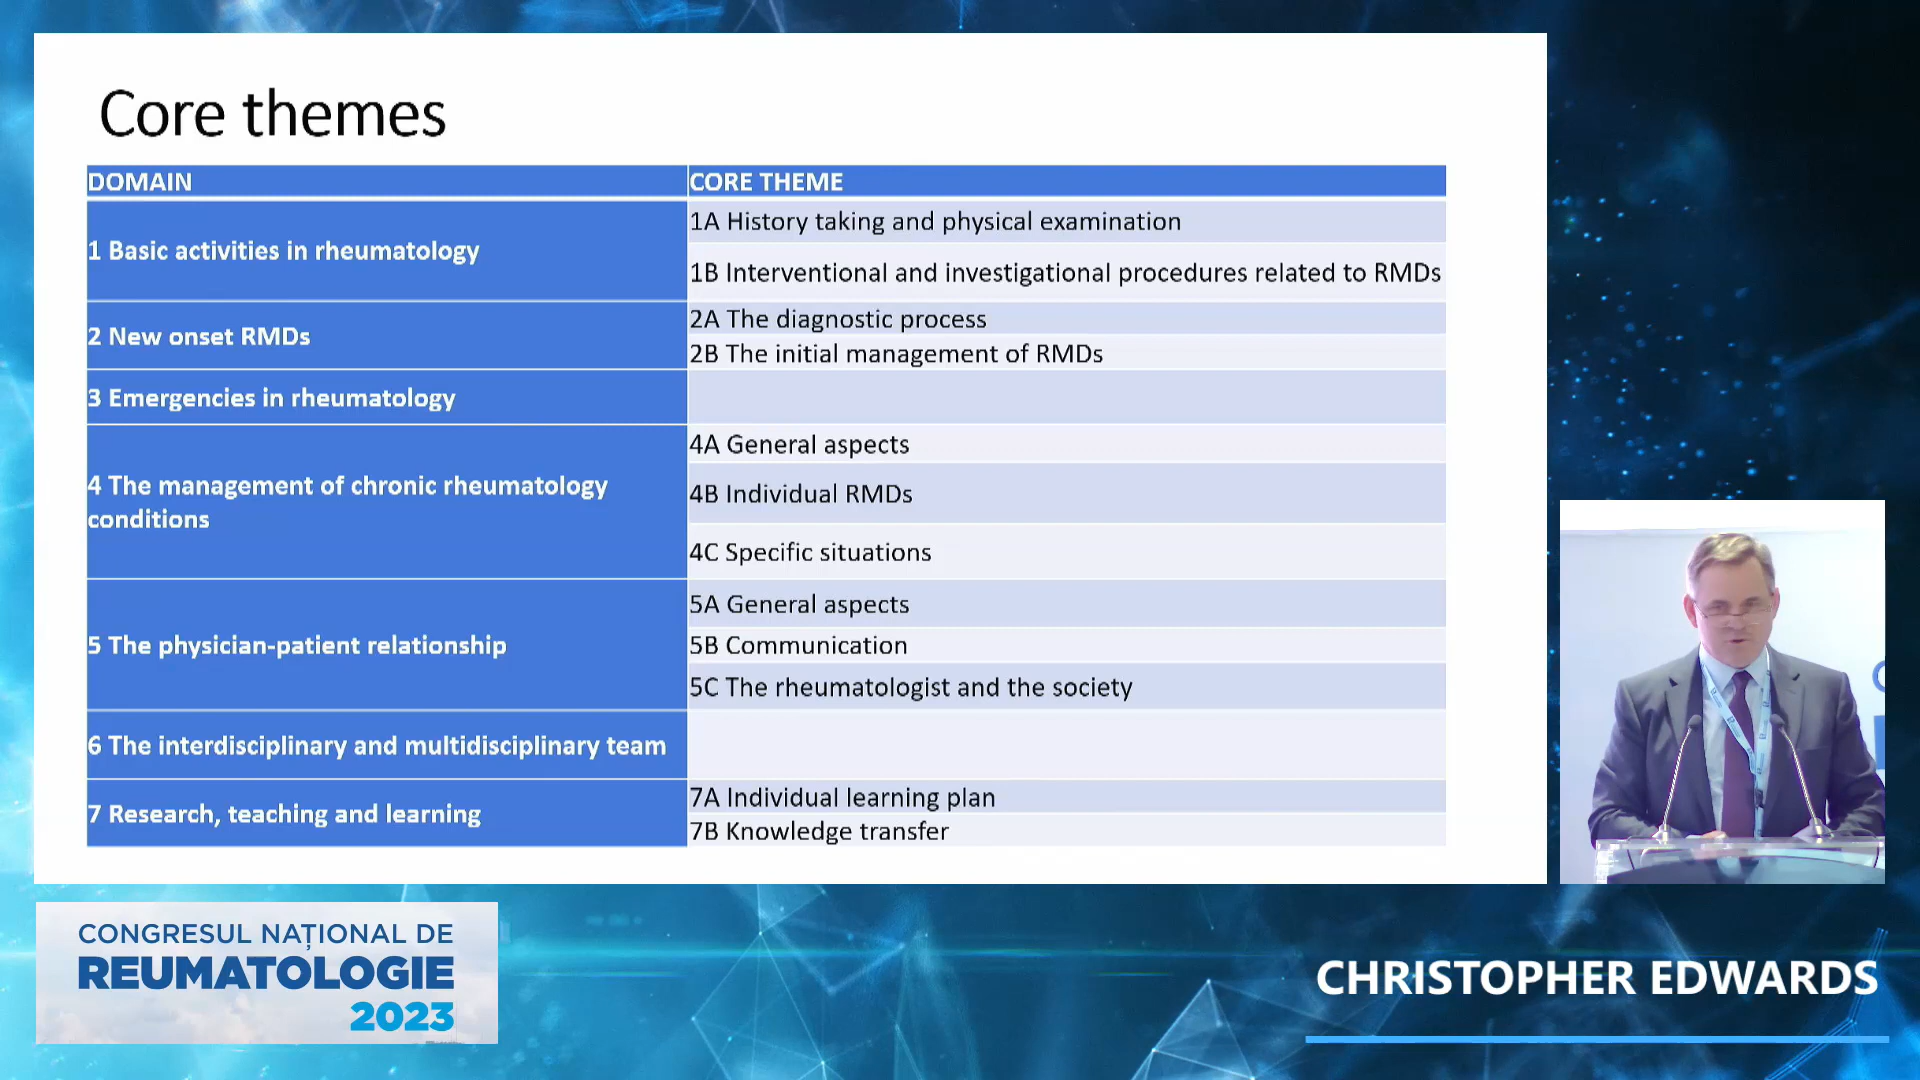 Core themes
DOMAIN
CORE THEME
1 Basic activities in rheumatology
1A History taking and physical examination
1B Interventional and investigational procedures related to RMDs
2 New onset RMDs
2A The diagnostic process
2B The initial management of RMDs
3 Emergencies in rheumatology
4 The management of chronic rheumatology
conditions
4A General aspects
4B Individual RMDs
4C Specific situations
5 The physician-patient relationship
5A General aspects
5B Communication
5C The rheumatologist and the society
6 The interdisciplinary and multidisciplinary team
7 Research, teaching and learning
7A Individual learning plan
7B Knowledge transfer
CONGRESUL NAȚIONAL DE
REUMATOLOGIE
2023
CHRISTOPHER EDWARDS